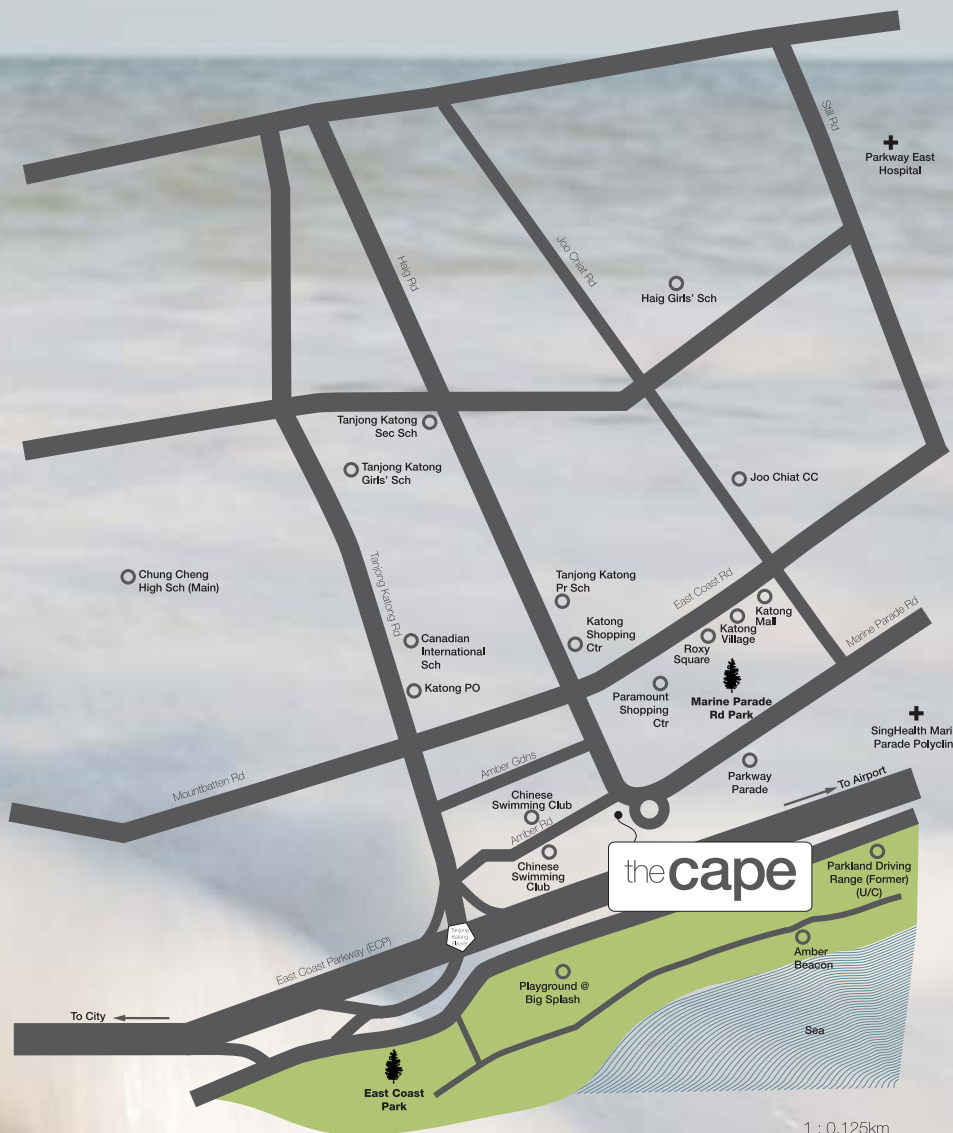 Still Rd
Parkway East
Hospital
Joo Chiat Rd
Haig Rd
Haig Girls' Sch
Tanjong Katong
Sec Sch
Tanjong Katong
Girls' Sch
Joo Chiat CC
Chung Cheng
High Sch (Main)
Tanjong Katong Rd
Tanjong Katong
Pr Sch
East Coast Rd
Katong
Mall
Katong
Village
Roxy
Square
Marine Parade Rd
Katong
Shopping
Ctr
Canadian
International
Sch
Katong PO
Paramount
Shopping
Ctr
Marine Parade
Rd Park
SingHealth Mari
Parade Polyclin
Mountbatten Rd
Amber Gdns
Parkway
Parade
To Airport
Chinese
Swimming Club
Amber Rd
Chinese
Swimming
Club
the cape
Parkland Driving
Range (Former)
(U/C)
Tanjong
Katong
Flyover
East Coast Parkway (ECP)
Amber
Beacon
Playground @
Big Splash
To City
Sea
East Coast
Park
1 : 0.125km